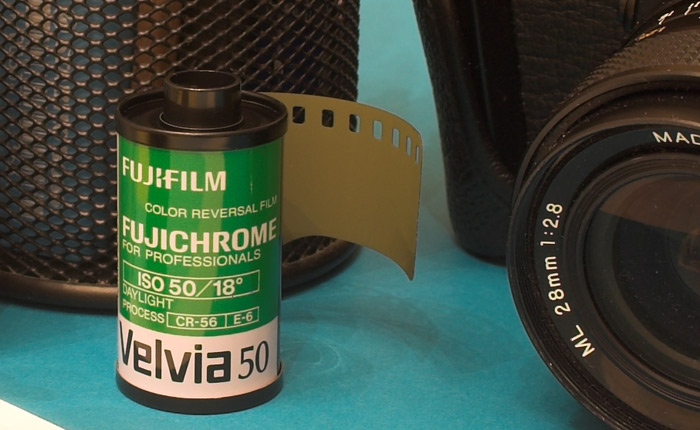 FUJIFILM
COLOR REVERSAL FILM
FUJICHROME
FOR PROFESSIONALS
ISO 50/18°
DAYLIGHT
PROCESS CR-56 E-6
Velvia 50
ML 28mm 1:2.8